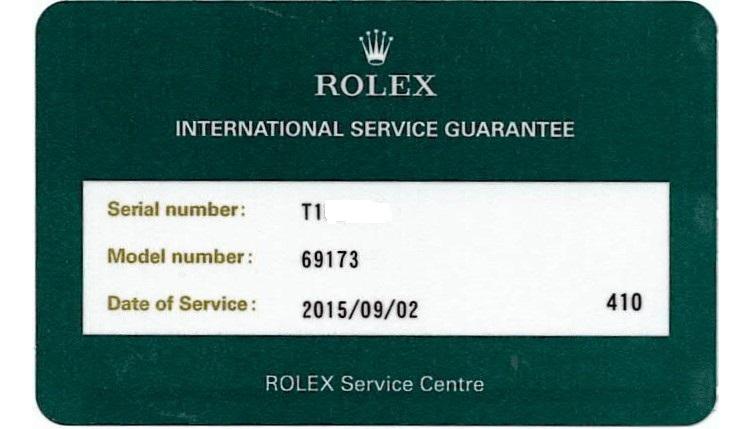 ROLEX
INTERNATIONAL SERVICE GUARANTEE
Serial number: T1
Model number: 69173
Date of Service: 2015/09/02 410
ROLEX Service Centre